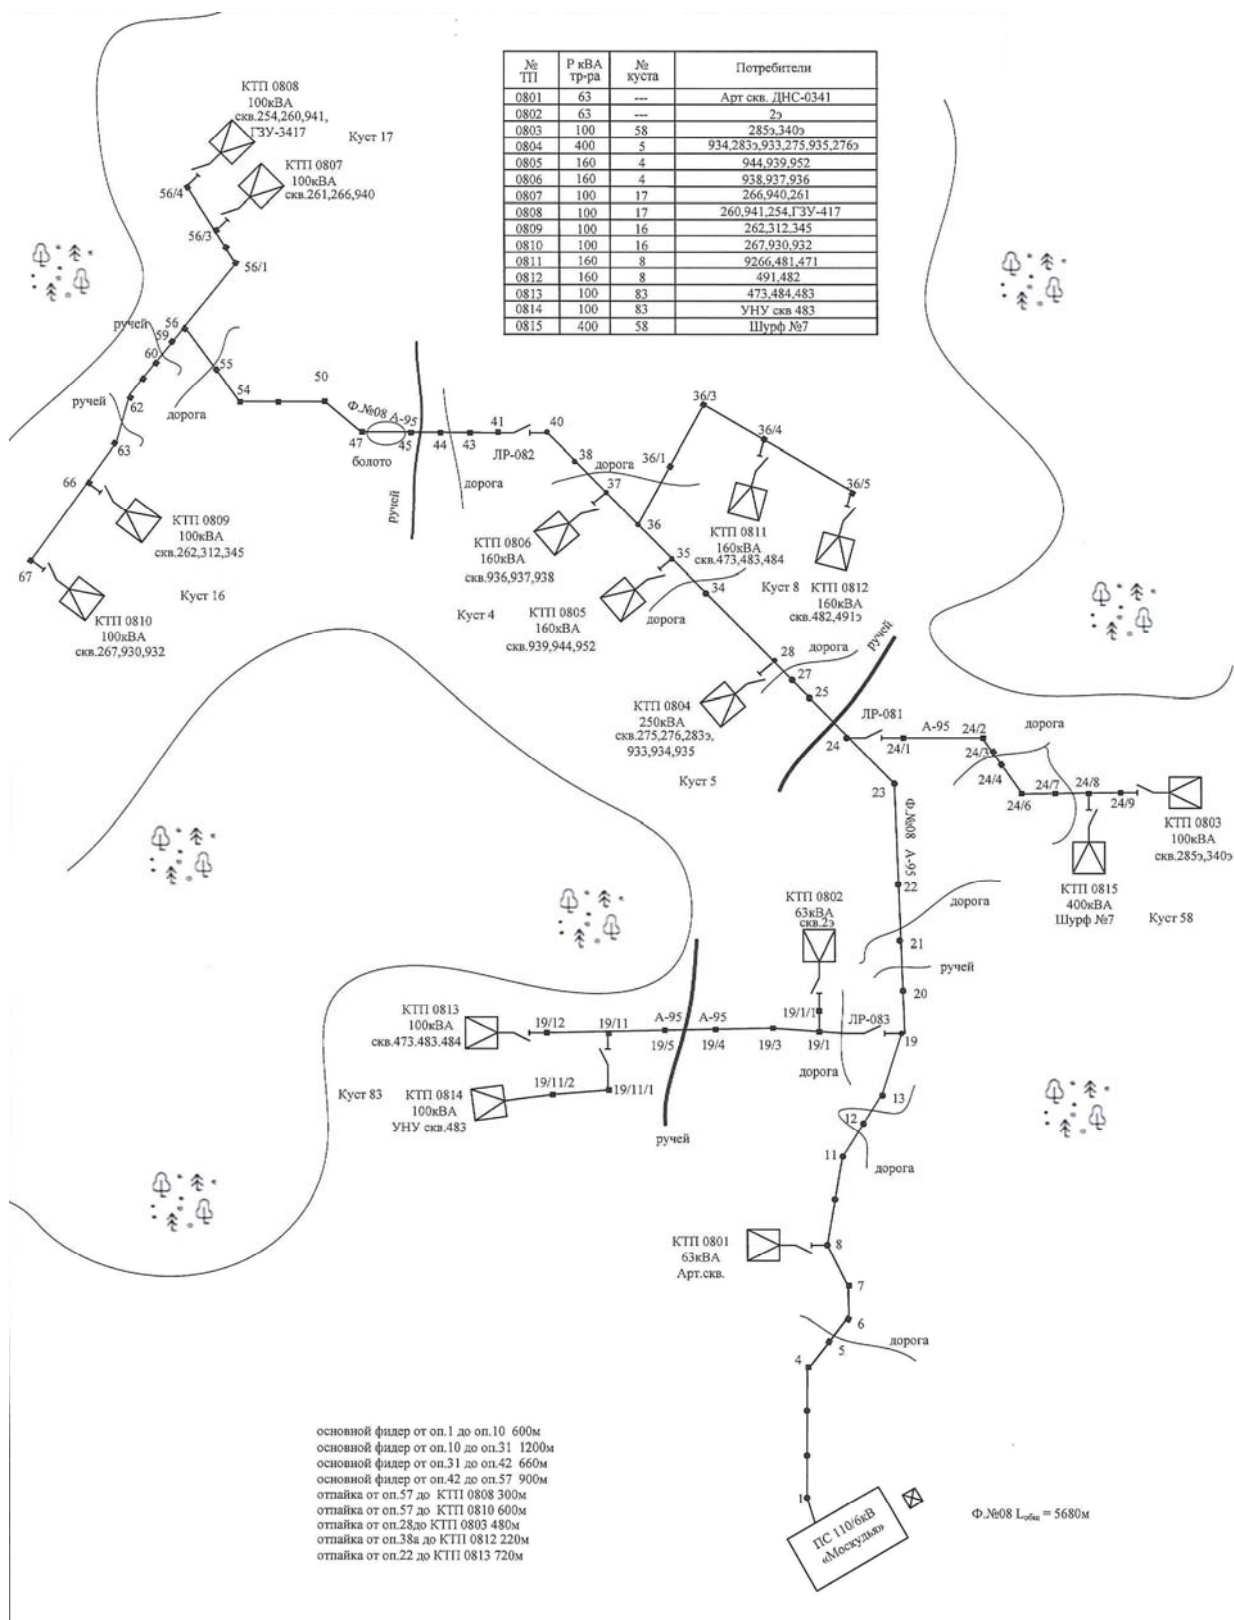 № ТП | Р кВА тр-ра | № куста | Потребители
0801 | 63 | --- | Арт скв. ДНС-0341
0802 | 63 | --- | 2э
0803 | 100 | 58 | 285э,340э
0804 | 400 | 5 | 934,283э,933,275,935,276э
0805 | 160 | 4 | 944,939,952
0806 | 160 | 4 | 938,937,936
0807 | 100 | 17 | 266,940,261
0808 | 100 | 17 | 260,941,254,ГЗУ-417
0809 | 100 | 16 | 262,312,345
0810 | 100 | 16 | 267,930,932
0811 | 160 | 8 | 9266,481,471
0812 | 160 | 8 | 491,482
0813 | 100 | 83 | 473,484,483
0814 | 100 | 83 | УНУ скв 483
0815 | 400 | 58 | Шурф №7
КТП 0808
100кВА
скв.254,260,941,
ГЗУ-3417
Куст 17
КТП 0807
100кВА
скв.261,266,940
56/4
56/3
56/1
56
ручей
59
60
55
62
54
50
дорога
ручей
63
66
67
КТП 0809
100кВА
скв.262,312,345
Куст 16
КТП 0810
100кВА
скв.267,930,932
Ф.№08 А-95
47
45
44
43
41
40
болото
ЛР-082
ручей
дорога
38
дорога
37
36/1
36/3
36/4
36/5
36
35
34
КТП 0806
160кВА
скв.936,937,938
Куст 4
КТП 0805
160кВА
скв.939,944,952
дорога
КТП 0811
160кВА
скв.473,483,484
Куст 8
КТП 0812
160кВА
скв.482,491э
28
дорога
27
25
ручей
КТП 0804
250кВА
скв.275,276,283э,
933,934,935
Куст 5
24
ЛР-081
24/1
А-95
24/2
24/3
24/4
24/6
24/7
24/8
24/9
дорога
КТП 0803
100кВА
скв.285э,340э
КТП 0815
400кВА
Шурф №7
Куст 58
23
Ф.№08 А-95
22
дорога
21
ручей
20
КТП 0802
63кВА
скв.2э
19/1/1
ЛР-083
19
19/1
19/3
19/4
19/5
А-95
А-95
19/11
19/12
КТП 0813
100кВА
скв.473.483.484
Куст 83
КТП 0814
100кВА
УНУ скв.483
19/11/2
19/11/1
ручей
дорога
13
12
11
дорога
КТП 0801
63кВА
Арт.скв.
8
7
6
5
дорога
4
1
ПС 110/6кВ
«Москудья»
Ф.№08 Lобщ = 5680м
основной фидер от оп.1 до оп.10 600м
основной фидер от оп.10 до оп.31 1200м
основной фидер от оп.31 до оп.42 660м
основной фидер от оп.42 до оп.57 900м
отпайка от оп.57 до КТП 0808 300м
отпайка от оп.57 до КТП 0810 600м
отпайка от оп.28до КТП 0803 480м
отпайка от оп.38а до КТП 0812 220м
отпайка от оп.22 до КТП 0813 720м